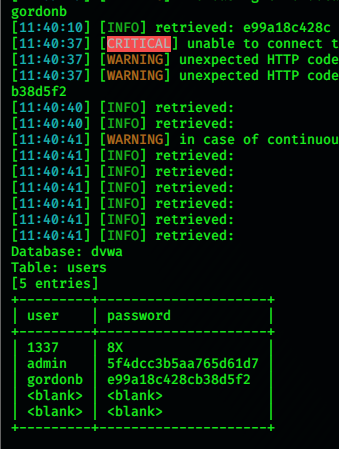 gordonb
[11:40:10] [INFO] retrieved: e99a18c428c
[11:40:37] [CRITICAL] unable to connect t
[11:40:37] [WARNING] unexpected HTTP code
[11:40:37] [WARNING] unexpected HTTP code
b38d5f2
[11:40:40] [INFO] retrieved:
[11:40:40] [INFO] retrieved:
[11:40:41] [WARNING] in case of continuou
[11:40:41] [INFO] retrieved:
[11:40:41] [INFO] retrieved:
[11:40:41] [INFO] retrieved:
[11:40:41] [INFO] retrieved:
[11:40:41] [INFO] retrieved:
[11:40:41] [INFO] retrieved:
Database: dvwa
Table: users
[5 entries]
+---------+---------------------+
| user | password |
+---------+---------------------+
| 1337 | 8X |
| admin | 5f4dcc3b5aa765d61d7 |
| gordonb | e99a18c428cb38d5f2 |
| <blank> | <blank> |
| <blank> | <blank> |
+---------+---------------------+